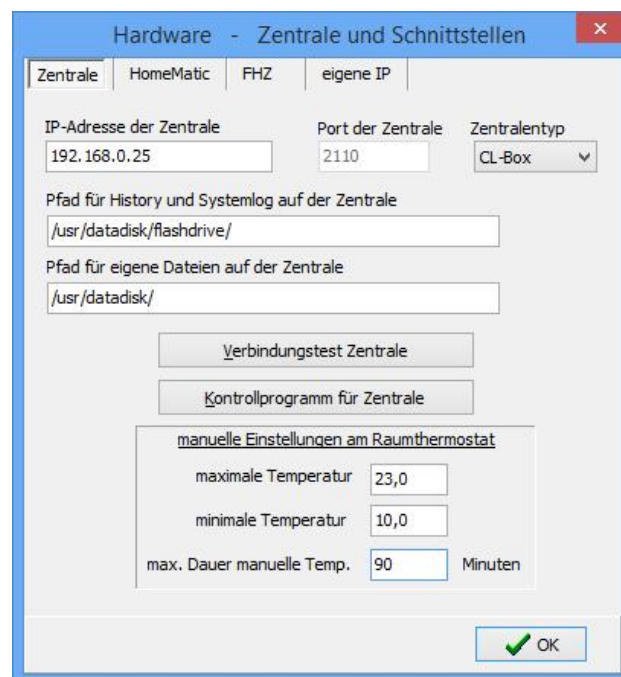 Hardware - Zentrale und Schnittstellen
Zentrale HomeMatic FHZ eigene IP
IP-Adresse der Zentrale Port der Zentrale Zentralentyp
192.168.0.25 2110 CL-Box
Pfad für History und Systemlog auf der Zentrale
/usr/datadisk/flashdrive/
Pfad für eigene Dateien auf der Zentrale
/usr/datadisk/
Verbindungstest Zentrale
Kontrollprogramm für Zentrale
manuelle Einstellungen am Raumthermostat
maximale Temperatur 23,0
minimale Temperatur 10,0
max. Dauer manuelle Temp. 90 Minuten
OK